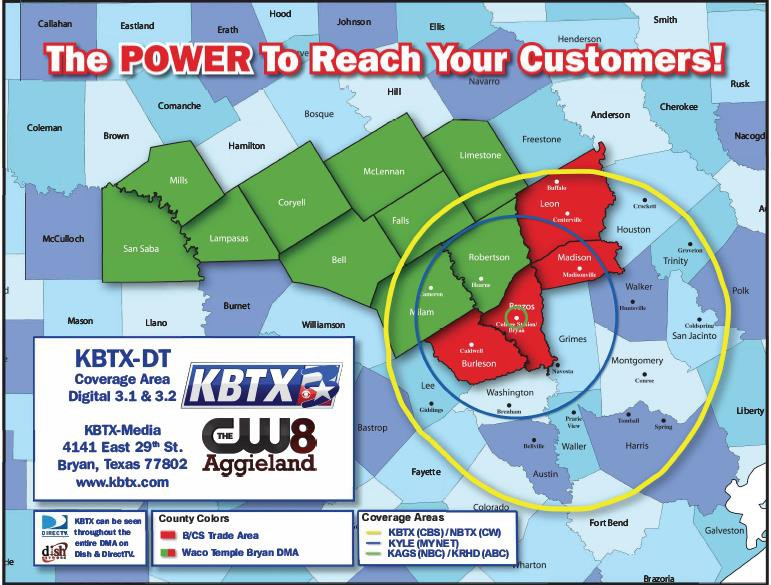 Callahan
Eastland
Erath
Hood
Johnson
Ellis
Henderson
Smith
The POWER To Reach Your Customers!
Navarro
Rusk
Hill
Comanche
Bosque
Anderson
Cherokee
Coleman
Brown
Hamilton
Freestone
Nacogd
Mills
McLennan
Limestone
Coryell
Buffalo
Leon
Centerville
Crockett
Houston
McCulloch
San Saba
Lampasas
Falls
Bell
Robertson
Hearne
Madison
Madisonville
Groveton
Trinity
Polk
Walker
Huntsville
Cameron
Milam
Brazos
College Station/
Bryan
Burnet
Mason
Llano
Williamson
Grimes
Coldspring
San Jacinto
Caldwell
Burleson
Navasota
Montgomery
Conroe
Lee
Giddings
Washington
Brenham
Prairie
View
Tomball
Spring
Liberty
Bastrop
Bellville
Waller
Harris
Austin
Fayette
Colorado
Fort Bend
Galveston
Wharton
Brazoria
KBTX-DT
Coverage Area
Digital 3.1 & 3.2
KBTX
KBTX-Media
4141 East 29th St.
Bryan, Texas 77802
www.kbtx.com
THE CW8
Aggieland
DIRECTV
dish
NETWORK
KBTX can be seen
throughout the
entire DMA on
Dish & DirectTV.
County Colors
B/CS Trade Area
Waco Temple Bryan DMA
Coverage Areas
KBTX (CBS) / NBTX (CW)
KYLE (MYNET)
KAGS (NBC) / KRHD (ABC)